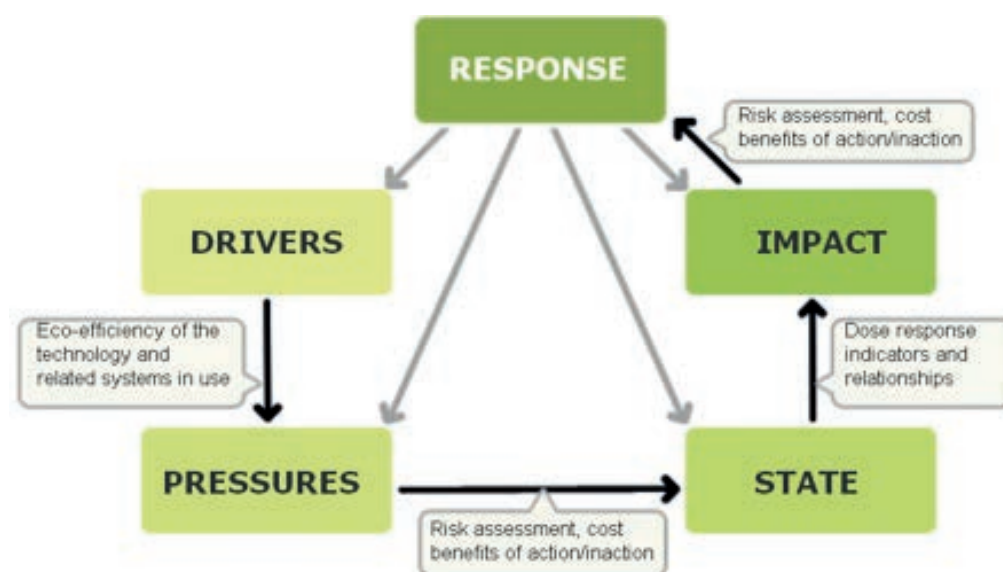 RESPONSE
Risk assessment, cost
benefits of action/inaction
DRIVERS
IMPACT
Eco-efficiency of the
technology and
related systems in use
Dose response
indicators and
relationships
PRESSURES
STATE
Risk assessment, cost
benefits of action/inaction